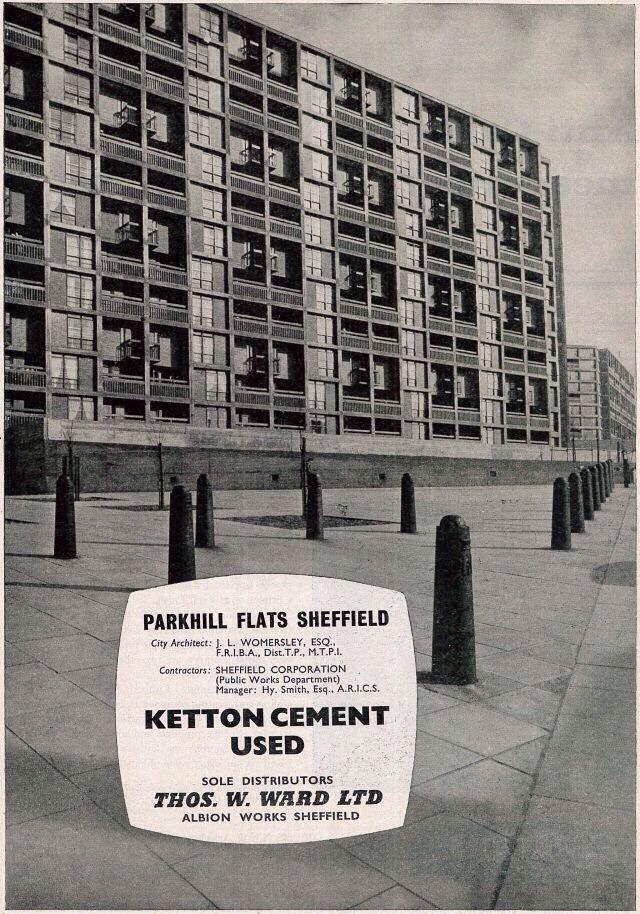 PARKHILL FLATS SHEFFIELD
City Architect: J. L. WOMERSLEY, ESQ.,
F.R.I.B.A., Dist.T.P., M.T.P.I.
Contractors: SHEFFIELD CORPORATION
(Public Works Department)
Manager: Hy. Smith, Esq., A.R.I.C.S.
KETTON CEMENT
USED
SOLE DISTRIBUTORS
THOS. W. WARD LTD
ALBION WORKS SHEFFIELD